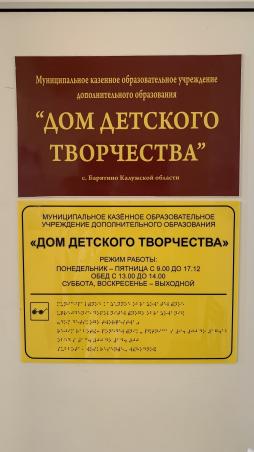 Муниципальное казенное образовательное учреждение
дополнительного образования
“ДОМ ДЕТСКОГО
ТВОРЧЕСТВА”
с. Барятино Калужской области
МУНИЦИПАЛЬНОЕ КАЗЁННОЕ ОБРАЗОВАТЕЛЬНОЕ
УЧРЕЖДЕНИЕ ДОПОЛНИТЕЛЬНОГО ОБРАЗОВАНИЯ
«ДОМ ДЕТСКОГО ТВОРЧЕСТВА»
РЕЖИМ РАБОТЫ:
ПОНЕДЕЛЬНИК – ПЯТНИЦА С 9.00 ДО 17.12
ОБЕД С 13.00 ДО 14.00
СУББОТА, ВОСКРЕСЕНЬЕ – ВЫХОДНОЙ